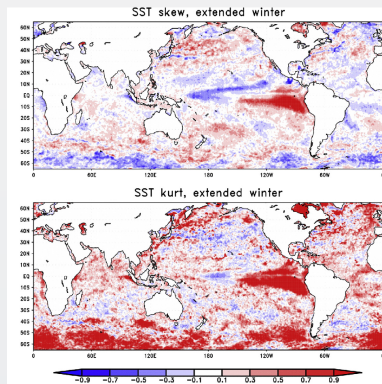 SST skew, extended winter
60N
50N
40N
30N
20N
10N
EQ
10S
20S
30S
40S
50S
60S
0 60E 120E 180 120W 60W 0
SST kurt, extended winter
60N
50N
40N
30N
20N
10N
EQ
10S
20S
30S
40S
50S
60S
0 60E 120E 180 120W 60W 0
−0.9 −0.7 −0.5 −0.3 −0.1 0.1 0.3 0.5 0.7 0.9